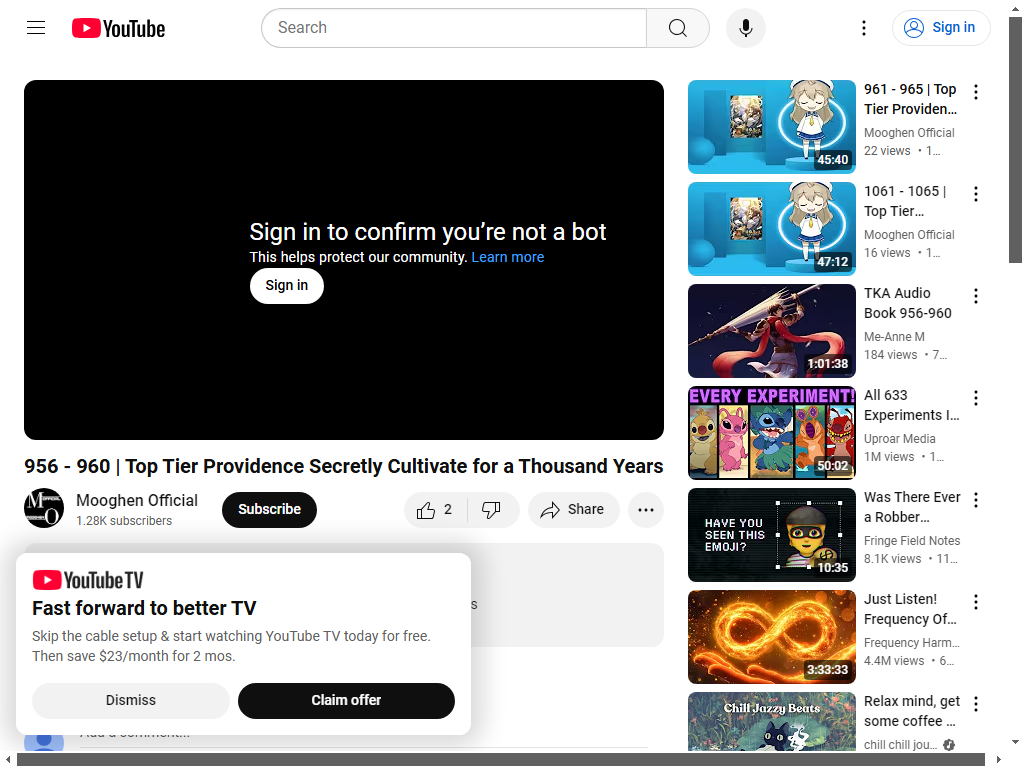 YouTube
Search
Sign in
Sign in to confirm you’re not a bot
This helps protect our community. Learn more
Sign in
956 - 960 | Top Tier Providence Secretly Cultivate for a Thousand Years
Mooghen Official
1.28K subscribers
Subscribe
2
Share
YouTube TV
Fast forward to better TV
Skip the cable setup & start watching YouTube TV today for free.
Then save $23/month for 2 mos.
Dismiss
Claim offer
45:40
961 - 965 | Top
Tier Providen…
Mooghen Official
22 views • 1…
47:12
1061 - 1065 |
Top Tier…
Mooghen Official
16 views • 1…
1:01:38
TKA Audio
Book 956-960
Me-Anne M
184 views • 7…
EVERY EXPERIMENT!
50:02
All 633
Experiments I…
Uproar Media
1M views • 1…
HAVE YOU
SEEN THIS
EMOJI?
10:35
Was There Ever
a Robber…
Fringe Field Notes
8.1K views • 11…
3:33:33
Just Listen!
Frequency Of…
Frequency Harm…
4.4M views • 6…
Chill Jazzy Beats
Relax mind, get
some coffee …
chill chill jou…